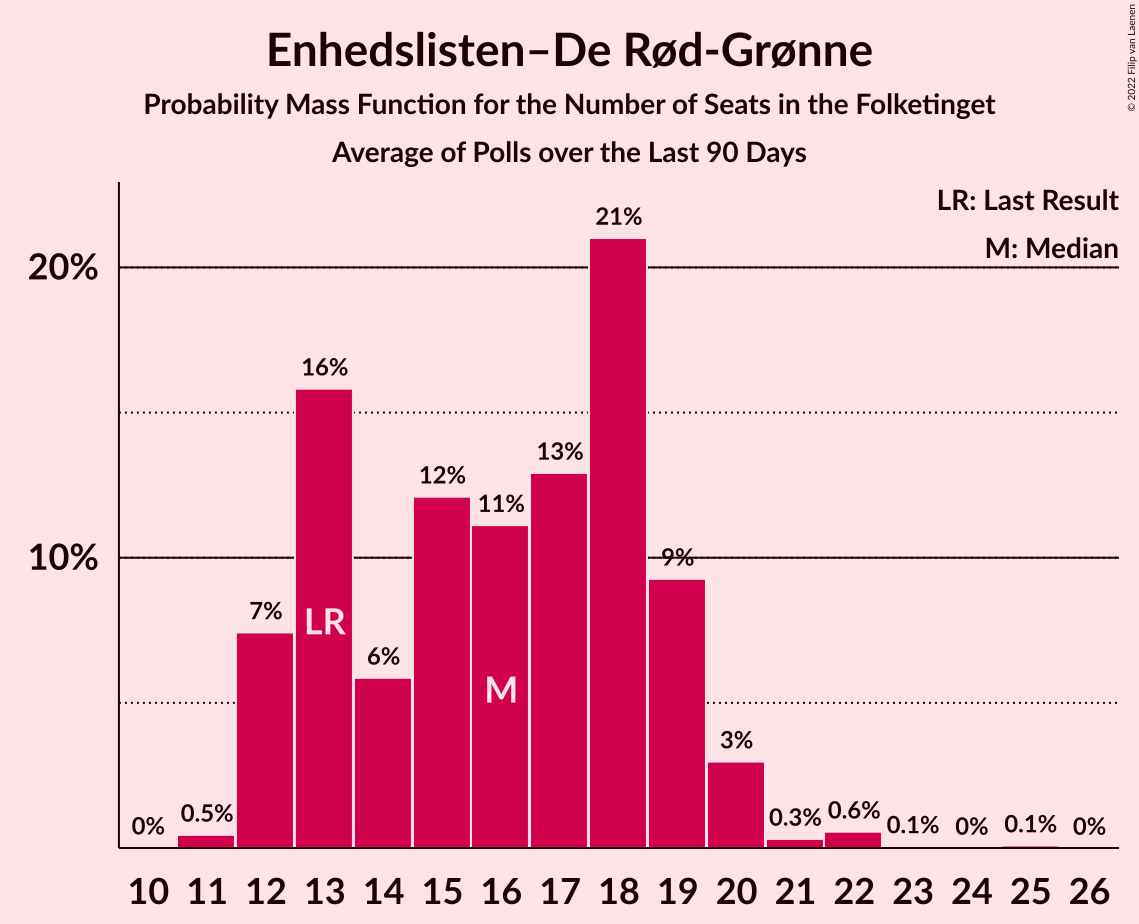 Enhedslisten–De Rød-Grønne
Probability Mass Function for the Number of Seats in the Folketinget
Average of Polls over the Last 90 Days
© 2022 Filip van Laenen
LR: Last Result
M: Median
20%
10%
0%
0.5%
7%
16%
6%
12%
11%
13%
21%
9%
3%
0.3%
0.6%
0.1%
0%
0.1%
0%
LR
M
10 11 12 13 14 15 16 17 18 19 20 21 22 23 24 25 26